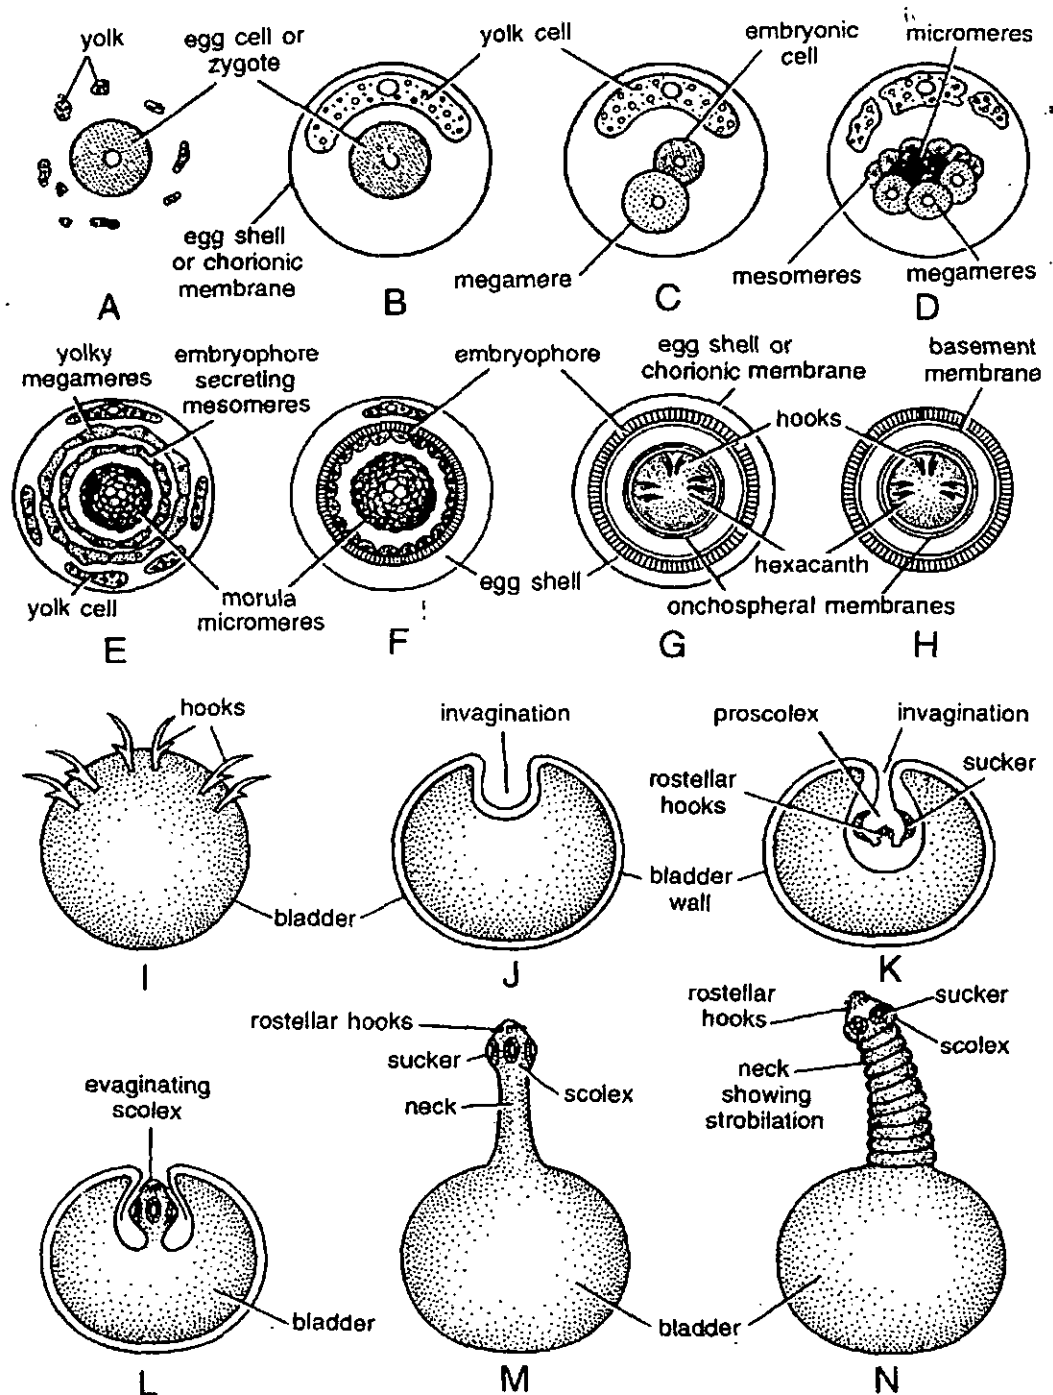 yolk
egg cell or
zygote
yolk cell
embryonic
cell
micromeres
egg shell
or chorionic
membrane
megamere
mesomeres
megameres
A
B
C
D
yolky
megameres
embryophore
secreting
mesomeres
embryophore
egg shell or
chorionic membrane
basement
membrane
hooks
yolk cell
morula
micromeres
egg shell
hexacanth
onchospheral membranes
E
F
G
H
hooks
invagination
proscolex
invagination
rostellar
hooks
sucker
bladder
bladder
wall
I
J
K
evaginating
scolex
rostellar hooks
sucker
neck
scolex
rostellar
hooks
sucker
scolex
neck
showing
strobilation
bladder
bladder
L
M
N